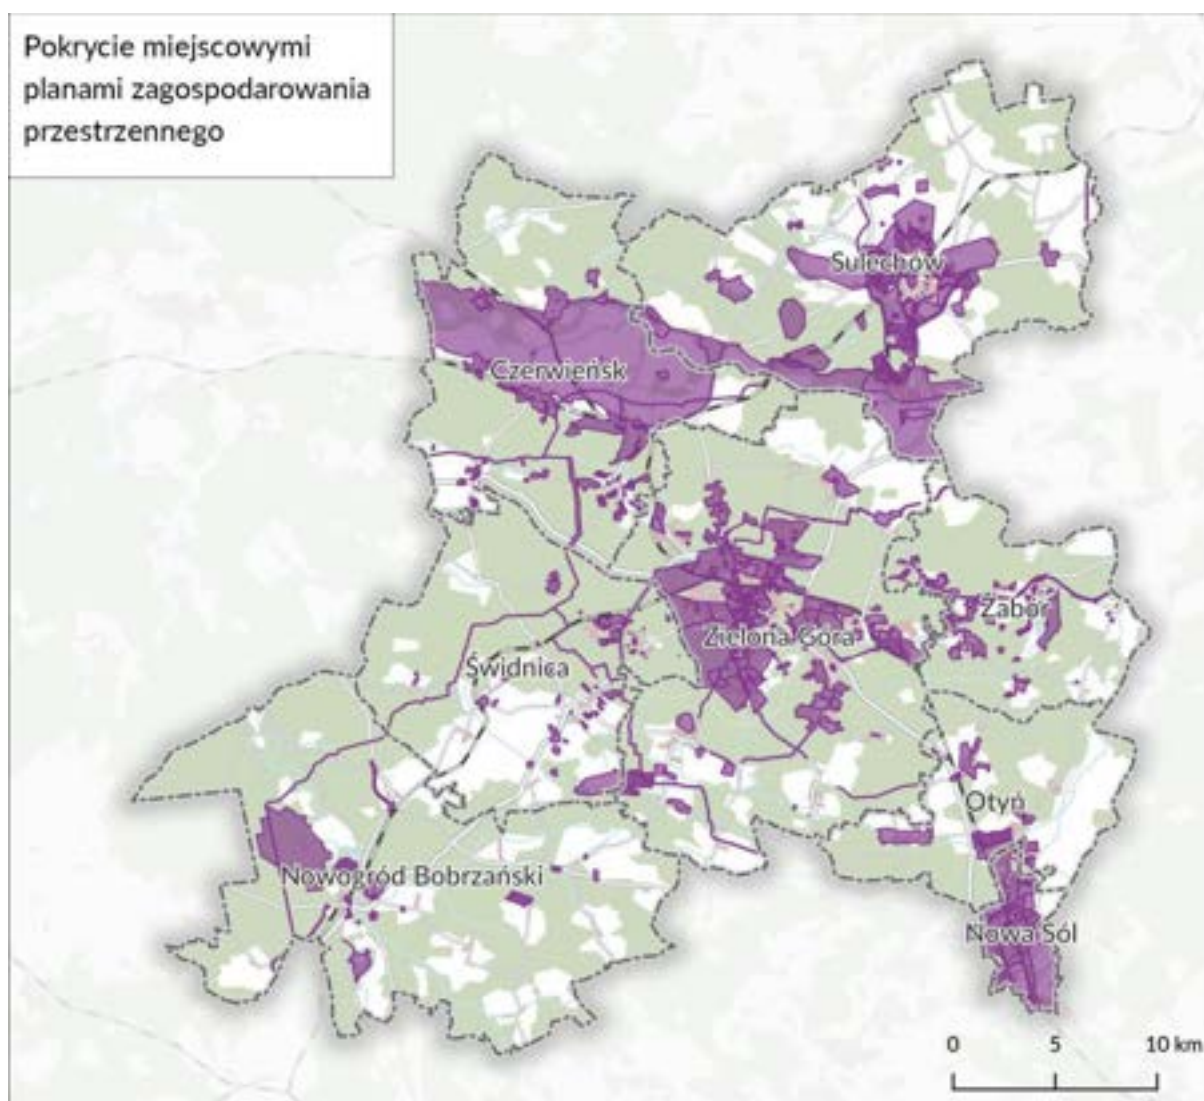 Pokrycie miejscowymi
planami zagospodarowania
przestrzennego
Sulechów
Czerwieńsk
Zabór
Zielona Góra
Świdnica
Otyń
Nowogród Bobrzański
Nowa Sól
0 5 10 km